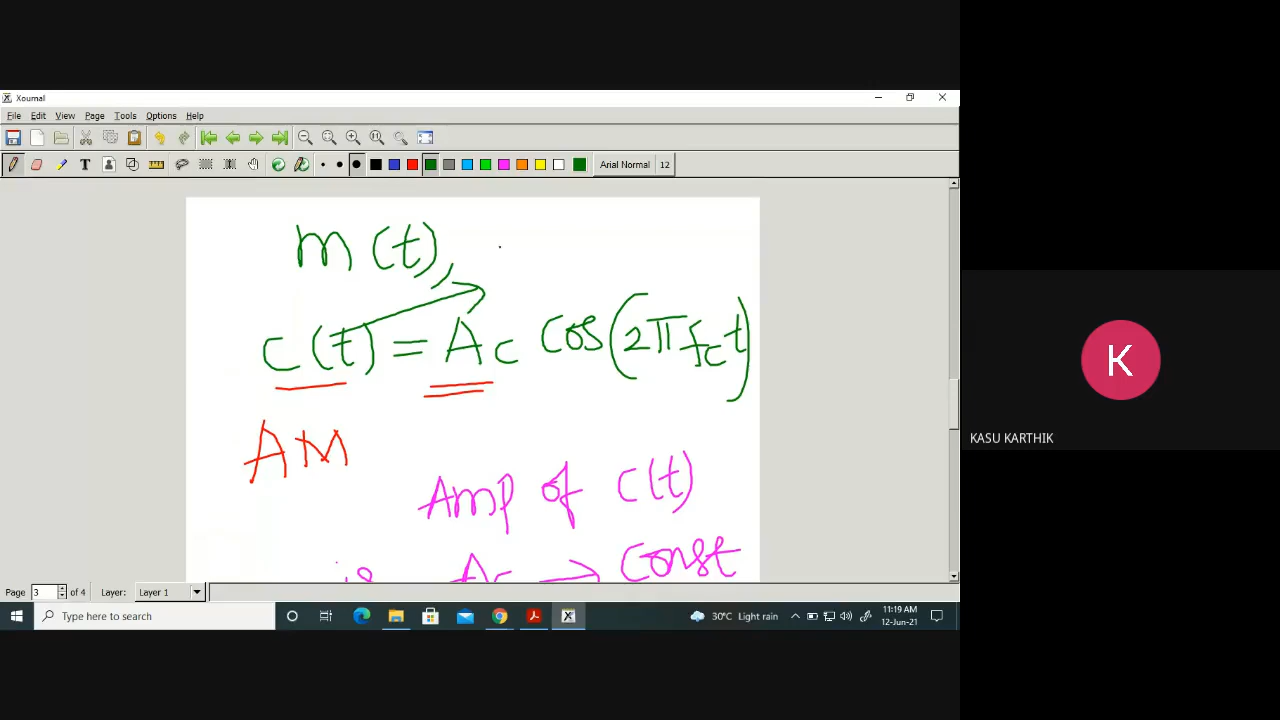 Xournal
File Edit View Page Tools Options Help
Arial Normal 12
m(t),
c(t) = Ac Cos(2πfct)
AM
Amp of c(t)
is Ac → Const
K
KASU KARTHIK
Page 3 of 4 Layer: Layer 1
Type here to search
30°C Light rain
11:19 AM
12-Jun-21